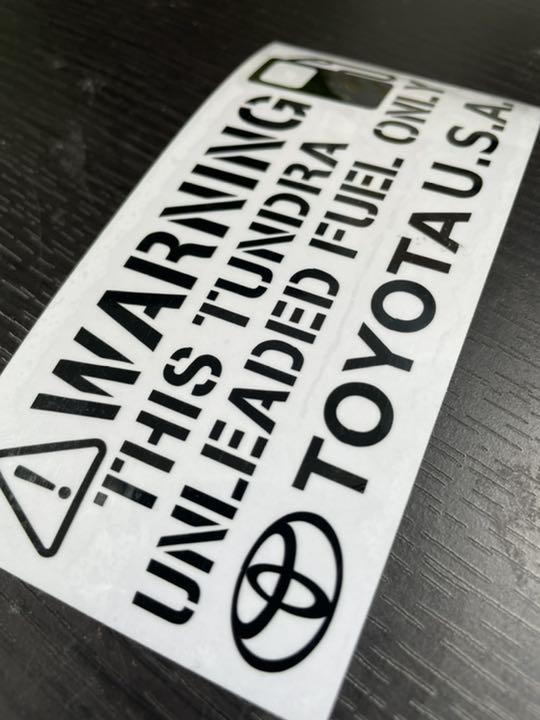 WARNING
THIS TUNDRA
UNLEADED FUEL ONLY
TOYOTA U.S.A.